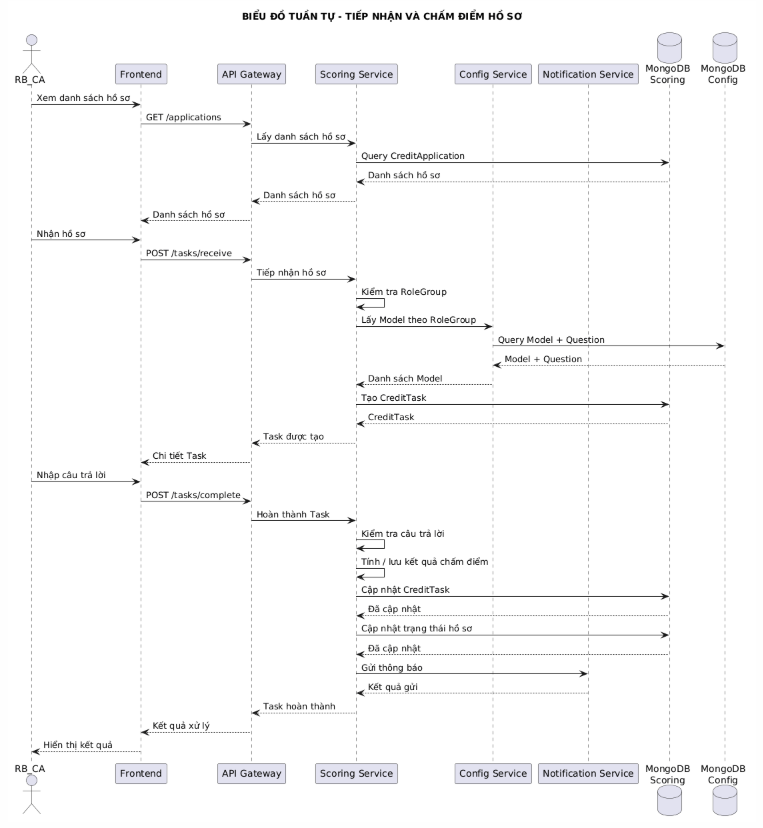 BIỂU ĐỒ TUẦN TỰ - TIẾP NHẬN VÀ CHẤM ĐIỂM HỒ SƠ
RB_CA
Frontend
API Gateway
Scoring Service
Config Service
Notification Service
MongoDB
Scoring
MongoDB
Config
Xem danh sách hồ sơ
GET /applications
Lấy danh sách hồ sơ
Query CreditApplication
Danh sách hồ sơ
Danh sách hồ sơ
Danh sách hồ sơ
Nhận hồ sơ
POST /tasks/receive
Tiếp nhận hồ sơ
Kiểm tra RoleGroup
Lấy Model theo RoleGroup
Query Model + Question
Model + Question
Danh sách Model
Tạo CreditTask
CreditTask
Task được tạo
Chi tiết Task
Nhập câu trả lời
POST /tasks/complete
Hoàn thành Task
Kiểm tra câu trả lời
Tính / lưu kết quả chấm điểm
Cập nhật CreditTask
Đã cập nhật
Cập nhật trạng thái hồ sơ
Đã cập nhật
Gửi thông báo
Kết quả gửi
Task hoàn thành
Kết quả xử lý
Hiển thị kết quả
RB_CA
Frontend
API Gateway
Scoring Service
Config Service
Notification Service
MongoDB
Scoring
MongoDB
Config